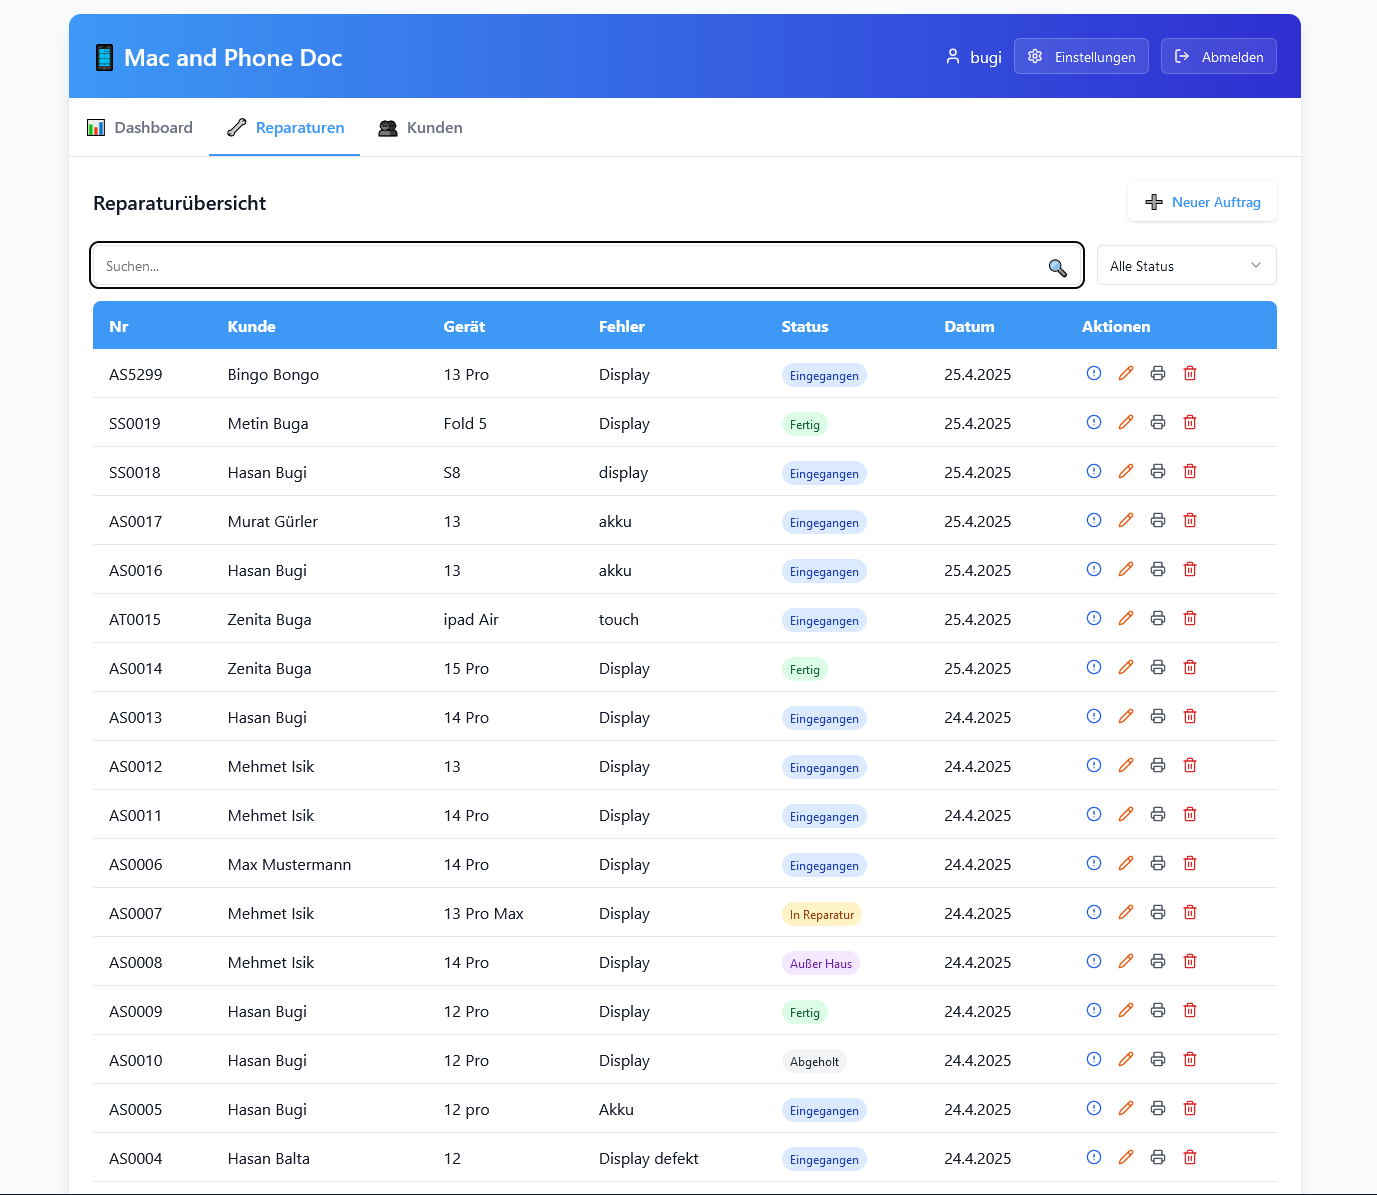 Mac and Phone Doc
bugi
Einstellungen
Abmelden
Dashboard
Reparaturen
Kunden
Reparaturübersicht
Neuer Auftrag
Suchen...
Alle Status
Nr Kunde Gerät Fehler Status Datum Aktionen
AS5299 Bingo Bongo 13 Pro Display Eingegangen 25.4.2025
SS0019 Metin Buga Fold 5 Display Fertig 25.4.2025
SS0018 Hasan Bugi S8 display Eingegangen 25.4.2025
AS0017 Murat Gürler 13 akku Eingegangen 25.4.2025
AS0016 Hasan Bugi 13 akku Eingegangen 25.4.2025
AT0015 Zenita Buga ipad Air touch Eingegangen 25.4.2025
AS0014 Zenita Buga 15 Pro Display Fertig 25.4.2025
AS0013 Hasan Bugi 14 Pro Display Eingegangen 24.4.2025
AS0012 Mehmet Isik 13 Display Eingegangen 24.4.2025
AS0011 Mehmet Isik 14 Pro Display Eingegangen 24.4.2025
AS0006 Max Mustermann 14 Pro Display Eingegangen 24.4.2025
AS0007 Mehmet Isik 13 Pro Max Display In Reparatur 24.4.2025
AS0008 Mehmet Isik 14 Pro Display Außer Haus 24.4.2025
AS0009 Hasan Bugi 12 Pro Display Fertig 24.4.2025
AS0010 Hasan Bugi 12 Pro Display Abgeholt 24.4.2025
AS0005 Hasan Bugi 12 pro Akku Eingegangen 24.4.2025
AS0004 Hasan Balta 12 Display defekt Eingegangen 24.4.2025